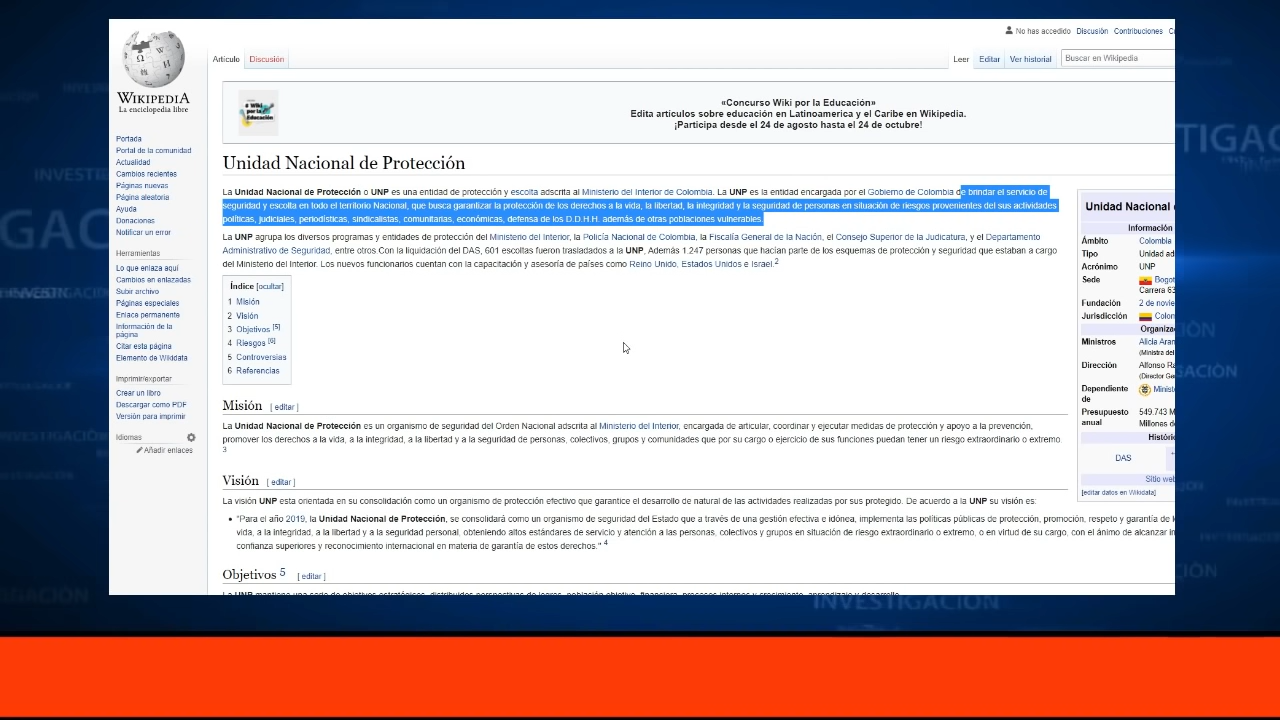 No has accedido Discusión Contribuciones
WIKIPEDIA
La enciclopedia libre
Artículo Discusión Leer Editar Ver historial Buscar en Wikipedia
«Concurso Wiki por la Educación»
Edita artículos sobre educación en Latinoamerica y el Caribe en Wikipedia.
¡Participa desde el 24 de agosto hasta el 24 de octubre!
Portada
Portal de la comunidad
Actualidad
Cambios recientes
Páginas nuevas
Página aleatoria
Ayuda
Donaciones
Notificar un error
Herramientas
Lo que enlaza aquí
Cambios en enlazadas
Subir archivo
Páginas especiales
Enlace permanente
Información de la
página
Citar esta página
Elemento de Wikidata
Imprimir/exportar
Crear un libro
Descargar como PDF
Versión para imprimir
Idiomas
Añadir enlaces
Unidad Nacional de Protección
La Unidad Nacional de Protección o UNP es una entidad de protección y escolta adscrita al Ministerio del Interior de Colombia. La UNP es la entidad encargada por el Gobierno de Colombia de brindar el servicio de
seguridad y escolta en todo el territorio Nacional, que busca garantizar la protección de los derechos a la vida, la libertad, la integridad y la seguridad de personas en situación de riesgos provenientes del sus actividades
políticas, judiciales, periodísticas, sindicalistas, comunitarias, económicas, defensa de los D.D.H.H. además de otras poblaciones vulnerables.
La UNP agrupa los diversos programas y entidades de protección del Ministerio del Interior, la Policía Nacional de Colombia, la Fiscalía General de la Nación, el Consejo Superior de la Judicatura, y el Departamento
Administrativo de Seguridad, entre otros Con la liquidación del DAS, 601 escoltas fueron trasladados a la UNP. Además 1.247 personas que hacían parte de los esquemas de protección y seguridad que estaban a cargo
del Ministerio del Interior. Los nuevos funcionarios cuentan con la capacitación y asesoría de países como Reino Unido, Estados Unidos e Israel.2
Índice [ocultar]
1 Misión
2 Visión
3 Objetivos [5]
4 Riesgos [6]
5 Controversias
6 Referencias
Misión [ editar ]
La Unidad Nacional de Protección es un organismo de seguridad del Orden Nacional adscrita al Ministerio del Interior, encargada de articular, coordinar y ejecutar medidas de protección y apoyo a la prevención,
promover los derechos a la vida, a la integridad, a la libertad y a la seguridad de personas, colectivos, grupos y comunidades que por su cargo o ejercicio de sus funciones puedan tener un riesgo extraordinario o extremo.
3
Visión [ editar ]
La visión UNP esta orientada en su consolidación como un organismo de protección efectivo que garantice el desarrollo de natural de las actividades realizadas por sus protegido. De acuerdo a la UNP su visión es:
• "Para el año 2019, la Unidad Nacional de Protección, se consolidará como un organismo de seguridad del Estado que a través de una gestión efectiva e idónea, implementa las políticas públicas de protección, promoción, respeto y garantía de
vida, a la integridad, a la libertad y a la seguridad personal, obteniendo altos estándares de servicio y atención a las personas, colectivos y grupos en situación de riesgo extraordinario o extremo, o en virtud de su cargo, con el ánimo de alcanzar
confianza superiores y reconocimiento internacional en materia de garantía de estos derechos." 4
Objetivos 5 [ editar ]
Unidad Nacional
Información
Ámbito Colombia
Tipo Unidad
Acrónimo UNP
Sede
Carrera 63
Fundación 2 de
Jurisdicción
Ministros Alicia
(Ministra del
Dirección Alfonso
(Director
Dependiente
de
Presupuesto 549.743
anual Millones
DAS
Sitio web
[editar datos en Wikidata]
INVESTIGACIÓN